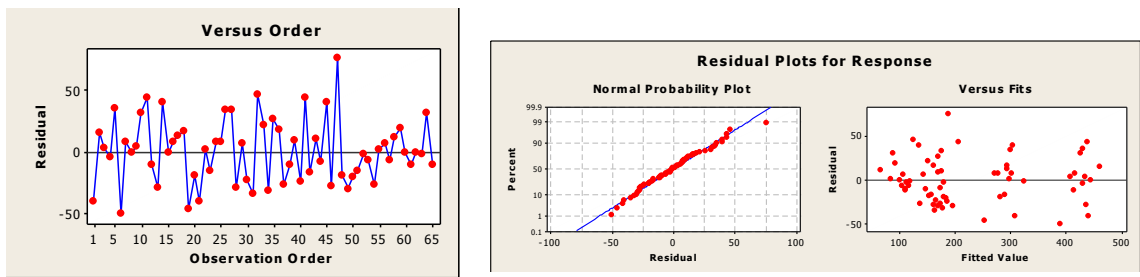 Versus Order
Residual
50
0
-50
1 5 10 15 20 25 30 35 40 45 50 55 60 65
Observation Order
Residual Plots for Response
Normal Probability Plot
Percent
99.9
99
90
50
10
1
0.1
-100 -50 0 50 100
Residual
Versus Fits
Residual
50
0
-50
100 200 300 400 500
Fitted Value